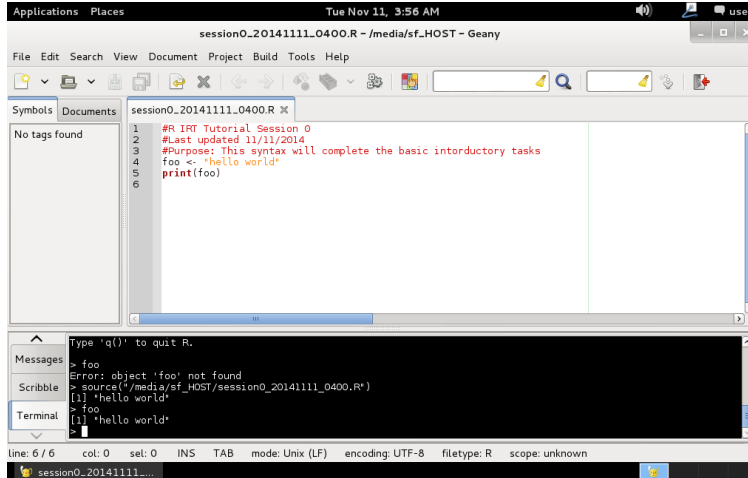 Applications Places Tue Nov 11, 3:56 AM use
session0_20141111_0400.R - /media/sf_HOST - Geany
File Edit Search View Document Project Build Tools Help
Symbols Documents session0_20141111_0400.R
No tags found
1 #R IRT Tutorial Session 0
2 #Last updated 11/11/2014
3 #Purpose: This syntax will complete the basic intorductory tasks
4 foo <- "hello world"
5 print(foo)
6
Messages
Scribble
Terminal
Type 'q()' to quit R.
> foo
Error: object 'foo' not found
> source("/media/sf_HOST/session0_20141111_0400.R")
[1] "hello world"
> foo
[1] "hello world"
>
line: 6 / 6 col: 0 sel: 0 INS TAB mode: Unix (LF) encoding: UTF-8 filetype: R scope: unknown
session0_20141111_...